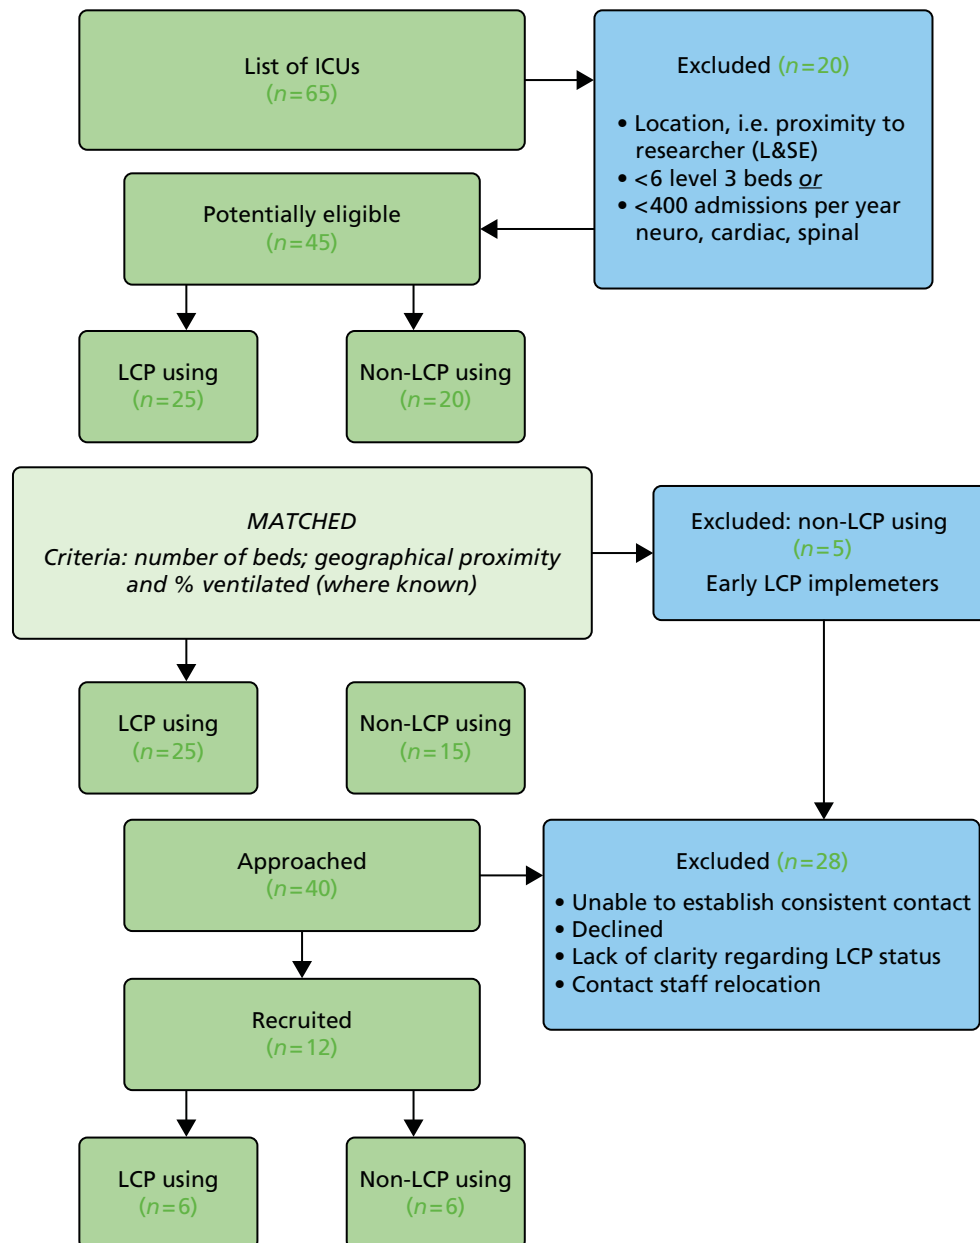 List of ICUs
(n=65)
Excluded (n=20)
• Location, i.e. proximity to
researcher (L&SE)
• <6 level 3 beds or
• <400 admissions per year
neuro, cardiac, spinal
Potentially eligible
(n=45)
LCP using
(n=25)
Non-LCP using
(n=20)
MATCHED
Criteria: number of beds; geographical proximity
and % ventilated (where known)
Excluded: non-LCP using
(n=5)
Early LCP implemeters
LCP using
(n=25)
Non-LCP using
(n=15)
Approached
(n=40)
Excluded (n=28)
• Unable to establish consistent contact
• Declined
• Lack of clarity regarding LCP status
• Contact staff relocation
Recruited
(n=12)
LCP using
(n=6)
Non-LCP using
(n=6)